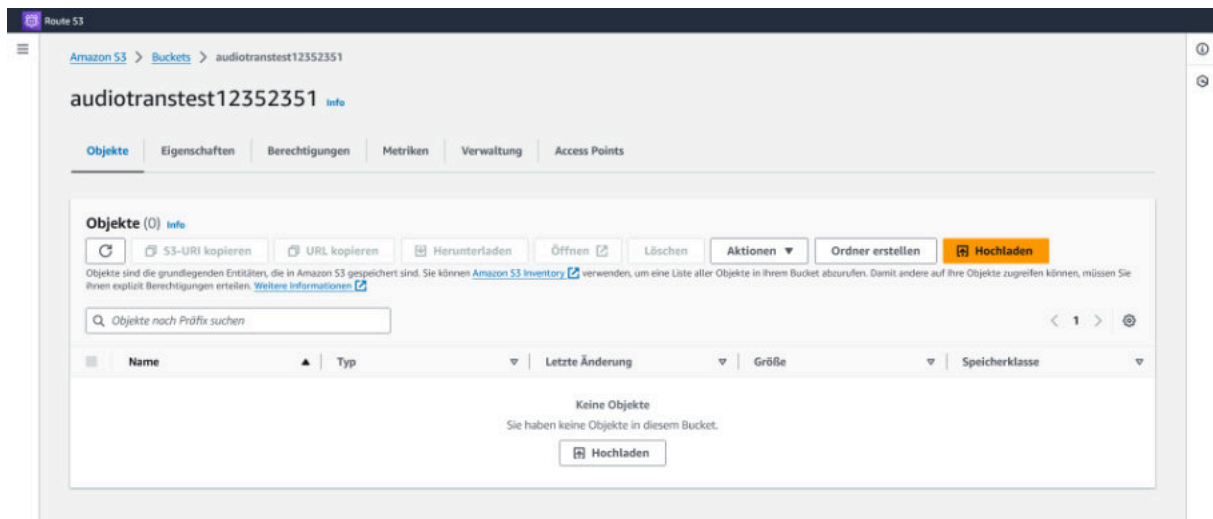 Route 53
Amazon S3 > Buckets > audiotranstest12352351
audiotranstest12352351 Info
Objekte Eigenschaften Berechtigungen Metriken Verwaltung Access Points
Objekte (0) Info
S3-URI kopieren URL kopieren Herunterladen Öffnen Löschen Aktionen ▼ Ordner erstellen Hochladen
Objekte sind die grundlegenden Entitäten, die in Amazon S3 gespeichert sind. Sie können Amazon S3 Inventory verwenden, um eine Liste aller Objekte in Ihrem Bucket abzurufen. Damit andere auf Ihre Objekte zugreifen können, müssen Sie
ihnen explizit Berechtigungen erteilen. Weitere Informationen
Objekte nach Präfix suchen < 1 >
Name Typ Letzte Änderung Größe Speicherklasse
Keine Objekte
Sie haben keine Objekte in diesem Bucket.
Hochladen